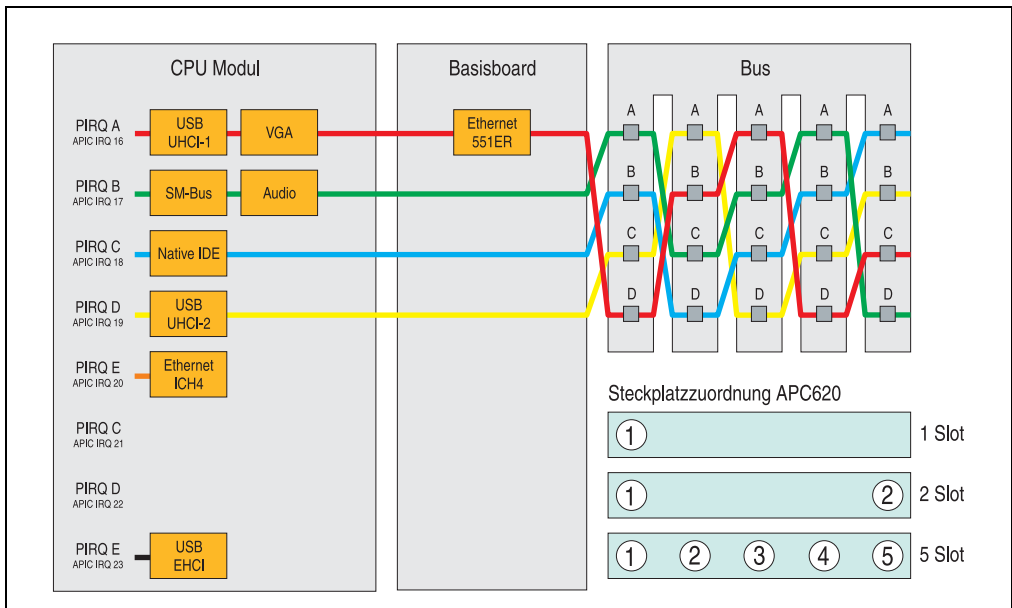 CPU Modul
Basisboard
Bus
PIRQ A
APIC IRQ 16
USB
UHCI-1
VGA
Ethernet
551ER
A A A A A
PIRQ B
APIC IRQ 17
SM-Bus
Audio
B B B B B
PIRQ C
APIC IRQ 18
Native IDE
C C C C C
PIRQ D
APIC IRQ 19
USB
UHCI-2
D D D D D
PIRQ E
APIC IRQ 20
Ethernet
ICH4
PIRQ C
APIC IRQ 21
PIRQ D
APIC IRQ 22
PIRQ E
APIC IRQ 23
USB
EHCI
Steckplatzzuordnung APC620
1 1 Slot
1 2 2 Slot
1 2 3 4 5 5 Slot